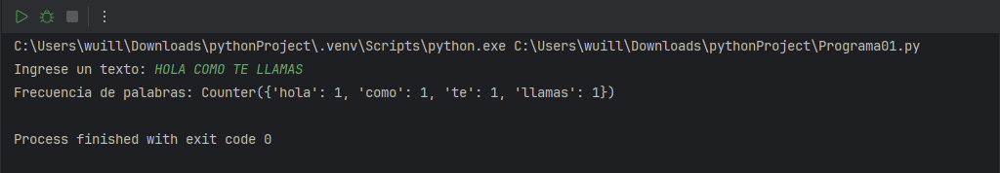 C:\Users\wuill\Downloads\pythonProject\.venv\Scripts\python.exe C:\Users\wuill\Downloads\pythonProject\Programa01.py
Ingrese un texto: HOLA COMO TE LLAMAS
Frecuencia de palabras: Counter({'hola': 1, 'como': 1, 'te': 1, 'llamas': 1})
Process finished with exit code 0